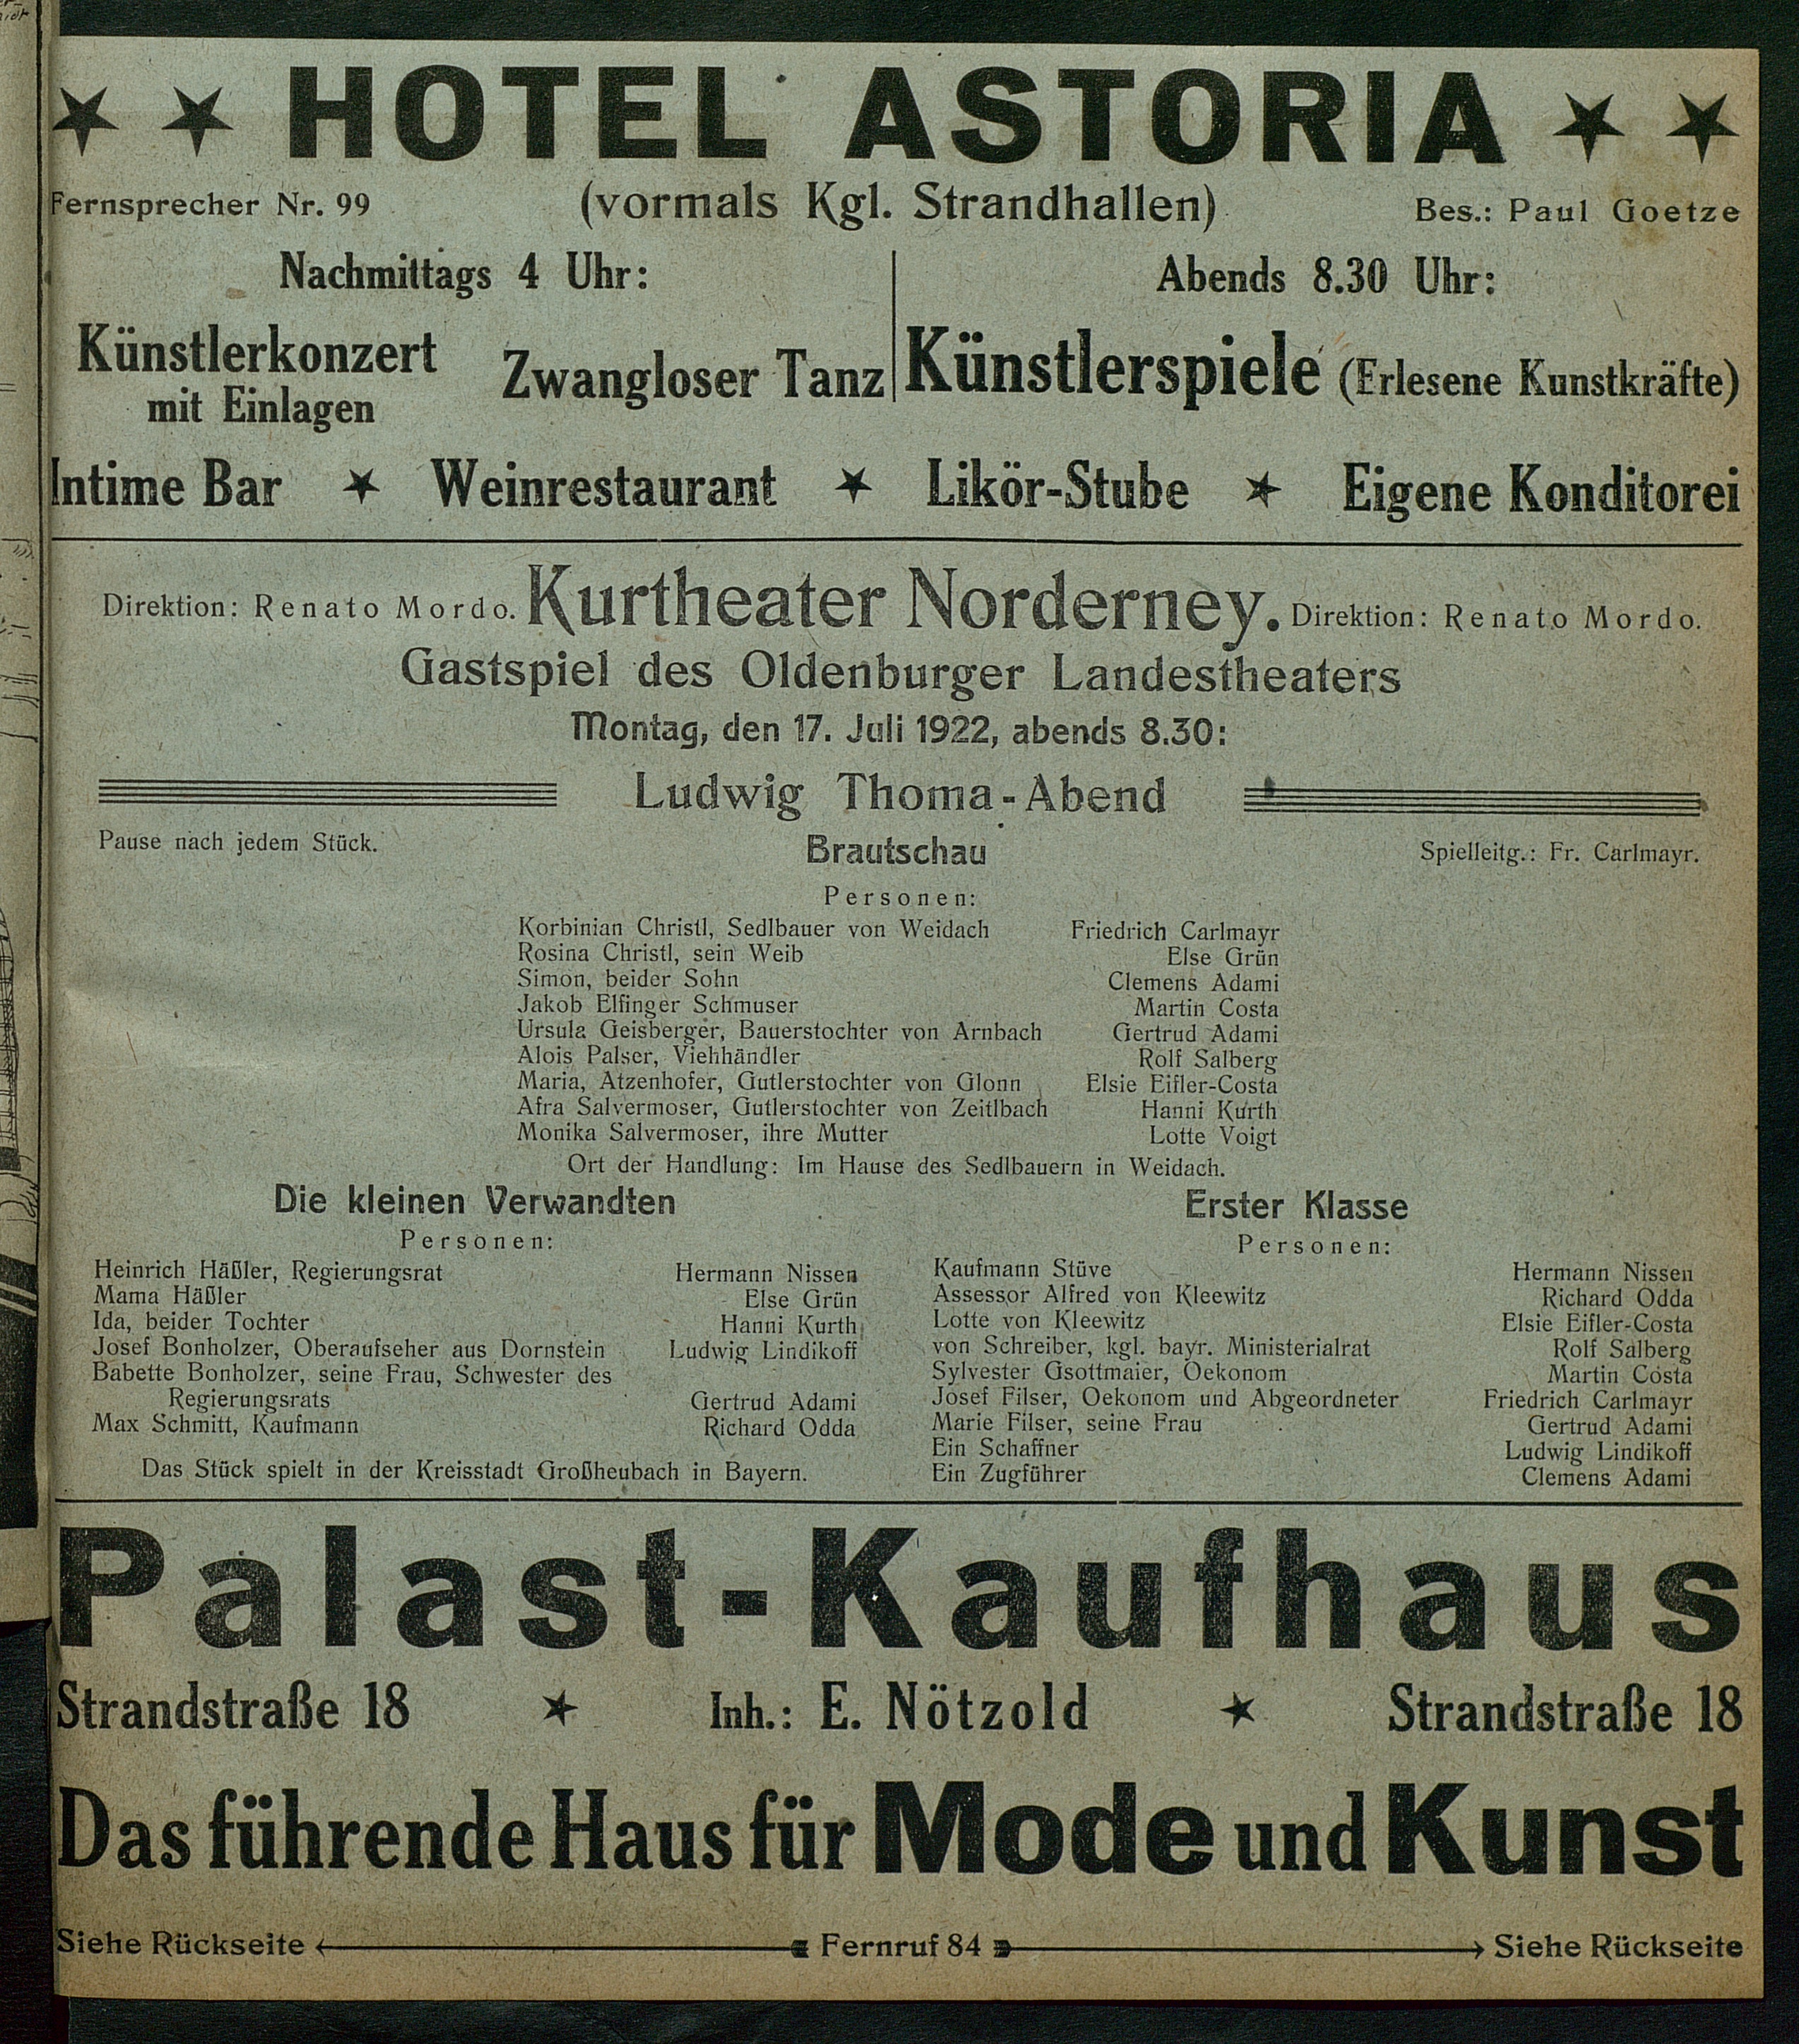 ★ ★ HOTEL ASTORIA ★ ★
Fernsprecher Nr. 99 (vormals Kgl. Strandhallen) Bes.: Paul Goetze
Nachmittags 4 Uhr:
Künstlerkonzert
mit Einlagen
Zwangloser Tanz
Abends 8.30 Uhr:
Künstlerspiele (Erlesene Kunstkräfte)
Intime Bar ★ Weinrestaurant ★ Likör-Stube ★ Eigene Konditorei
Direktion: Renato Mordo. Kurtheater Norderney. Direktion: Renato Mordo.
Gastspiel des Oldenburger Landestheaters
Montag, den 17. Juli 1922, abends 8.30:
Ludwig Thoma-Abend
Pause nach jedem Stück. Brautschau Spielleitg.: Fr. Carlmayr.
Personen:
Korbinian Christl, Sedlbauer von Weidach Friedrich Carlmayr
Rosina Christl, sein Weib Else Grün
Simon, beider Sohn Clemens Adami
Jakob Elfinger Schmuser Martin Costa
Ursula Geisberger, Bauerstochter von Arnbach Gertrud Adami
Alois Palser, Viehhändler Rolf Salberg
Maria, Atzenhofer, Gutlerstochter von Glonn Elsie Eifler-Costa
Afra Salvermoser, Gutlerstochter von Zeitlbach Hanni Kurth
Monika Salvermoser, ihre Mutter Lotte Voigt
Ort der Handlung: Im Hause des Sedlbauern in Weidach.
Die kleinen Verwandten
Personen:
Heinrich Häßler, Regierungsrat Hermann Nissen
Mama Häßler Else Grün
Ida, beider Tochter Hanni Kurth
Josef Bonholzer, Oberaufseher aus Dornstein Ludwig Lindikoff
Babette Bonholzer, seine Frau, Schwester des
Regierungsrats Gertrud Adami
Max Schmitt, Kaufmann Richard Odda
Das Stück spielt in der Kreisstadt Großheubach in Bayern.
Erster Klasse
Personen:
Kaufmann Stüve Hermann Nissen
Assessor Alfred von Kleewitz Richard Odda
Lotte von Kleewitz Elsie Eifler-Costa
von Schreiber, kgl. bayr. Ministerialrat Rolf Salberg
Sylvester Gsottmaier, Oekonom Martin Costa
Josef Filser, Oekonom und Abgeordneter Friedrich Carlmayr
Marie Filser, seine Frau Gertrud Adami
Ein Schaffner Ludwig Lindikoff
Ein Zugführer Clemens Adami
Palast-Kaufhaus
Strandstraße 18 ★ Inh.: E. Nötzold ★ Strandstraße 18
Das führende Haus für Mode und Kunst
Siehe Rückseite Fernruf 84 Siehe Rückseite